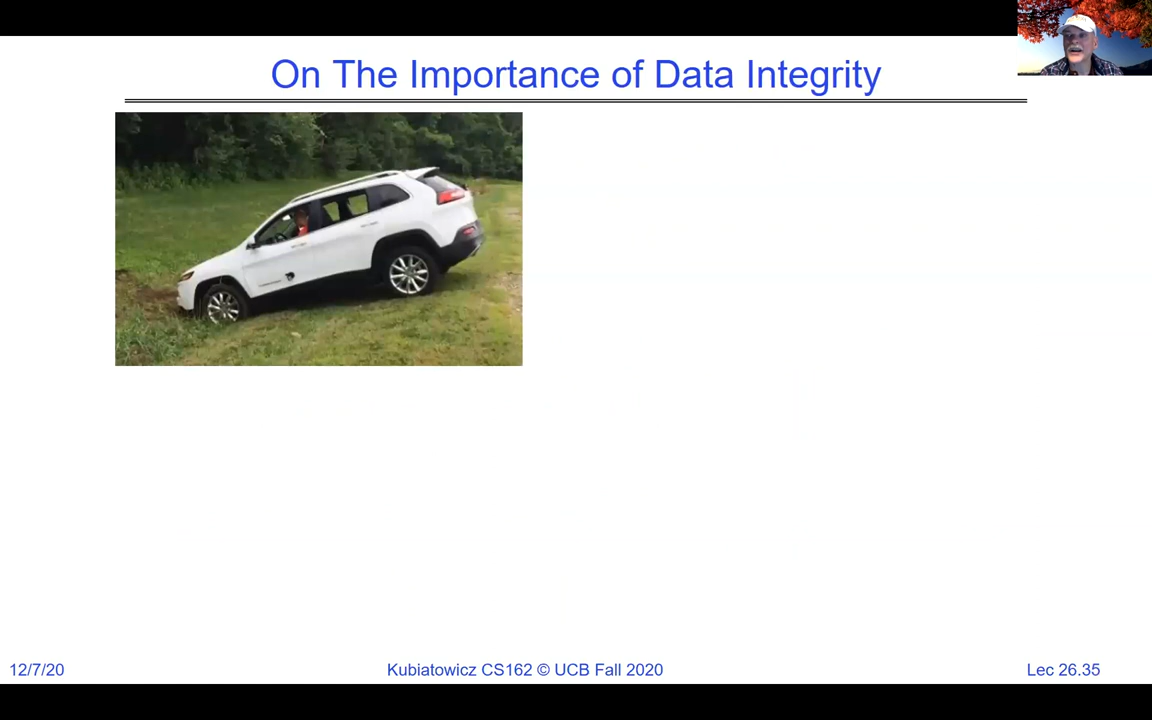 On The Importance of Data Integrity
12/7/20
Kubiatowicz CS162 © UCB Fall 2020
Lec 26.35